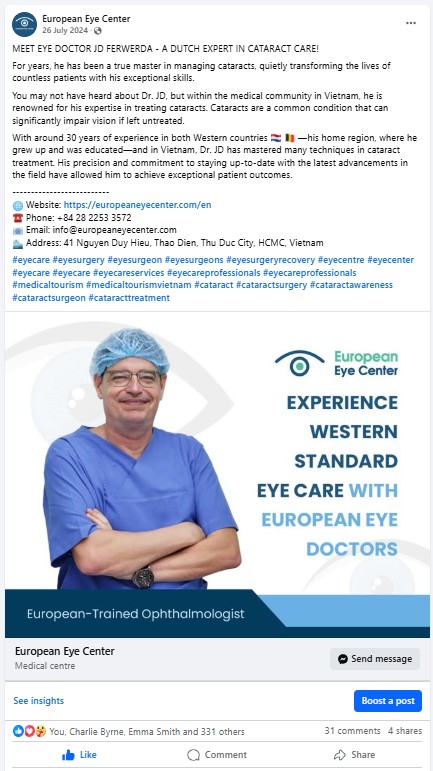 European Eye Center
26 July 2024 ·
MEET EYE DOCTOR JD FERWERDA - A DUTCH EXPERT IN CATARACT CARE!
For years, he has been a true master in managing cataracts, quietly transforming the lives of
countless patients with his exceptional skills.
You may not have heard about Dr. JD, but within the medical community in Vietnam, he is
renowned for his expertise in treating cataracts. Cataracts are a common condition that can
significantly impair vision if left untreated.
With around 30 years of experience in both Western countries 🇳🇱 🇧🇪 —his home region, where he
grew up and was educated—and in Vietnam, Dr. JD has mastered many techniques in cataract
treatment. His precision and commitment to staying up-to-date with the latest advancements in
the field have allowed him to achieve exceptional patient outcomes.
--------------------------
🌐 Website: https://europeaneyecenter.com/en
☎️ Phone: +84 28 2253 3572
📧 Email: info@europeaneyecenter.com
🏊 Address: 41 Nguyen Duy Hieu, Thao Dien, Thu Duc City, HCMC, Vietnam
#eyecare #eyesurgery #eyesurgeon #eyesurgeons #eyesurgeryrecovery #eyecentre #eyecenter
#eyecare #eyecare #eyecareservices #eyecareprofessionals #eyecareprofessionals
#medicaltourism #medicaltourismvietnam #cataract #cataractsurgery #cataractawareness
#cataractsurgeon #cataracttreatment
European
Eye Center
EXPERIENCE
WESTERN
STANDARD
EYE CARE WITH
EUROPEAN EYE
DOCTORS
European-Trained Ophthalmologist
European Eye Center
Medical centre
Send message
See insights
Boost a post
You, Charlie Byrne, Emma Smith and 331 others
31 comments 4 shares
Like
Comment
Share